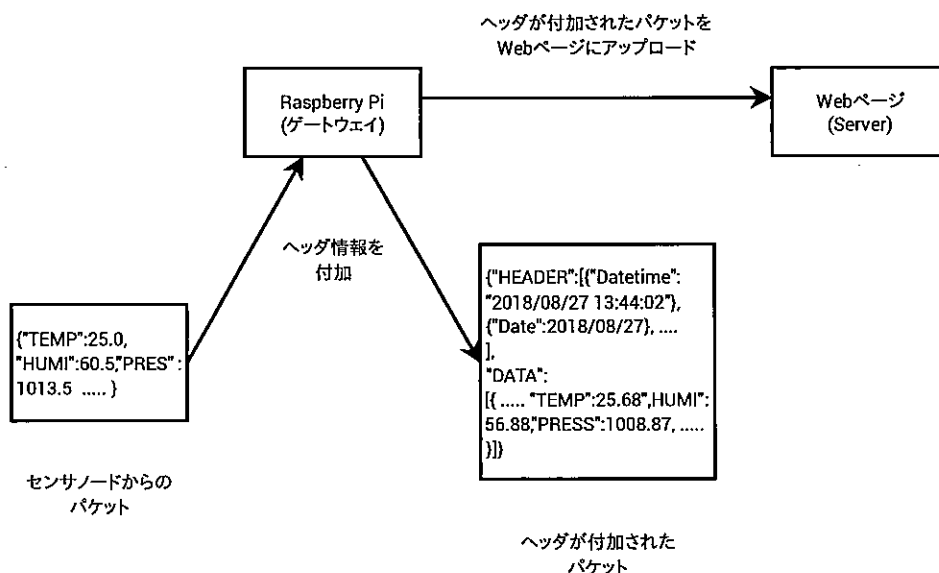 ヘッダが付加されたパケットを
Webページにアップロード
Raspberry Pi
(ゲートウェイ)
Webページ
(Server)
ヘッダ情報を
付加
{"TEMP":25.0,
"HUMI":60.5,"PRES" :
1013.5 ..... }
センサノードからの
パケット
{"HEADER":[{"Datetime":
"2018/08/27 13:44:02"},
{"Date":2018/08/27}, ....
],
"DATA":
[{ ..... "TEMP":25.68",HUMI":
56.88,"PRESS":1008.87, .....
}]}
ヘッダが付加された
パケット